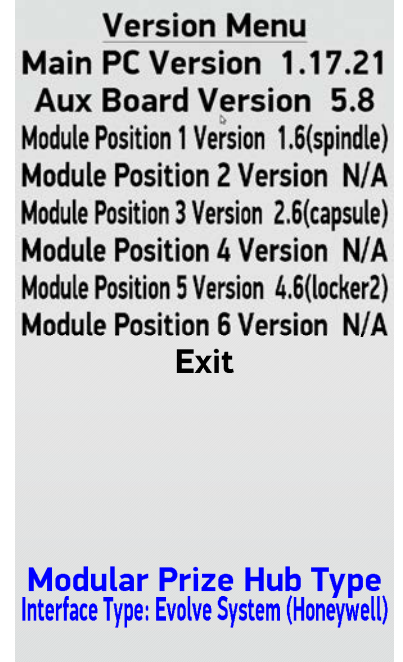 Version Menu
Main PC Version 1.17.21
Aux Board Version 5.8
Module Position 1 Version 1.6(spindle)
Module Position 2 Version N/A
Module Position 3 Version 2.6(capsule)
Module Position 4 Version N/A
Module Position 5 Version 4.6(locker2)
Module Position 6 Version N/A
Exit
Modular Prize Hub Type
Interface Type: Evolve System (Honeywell)